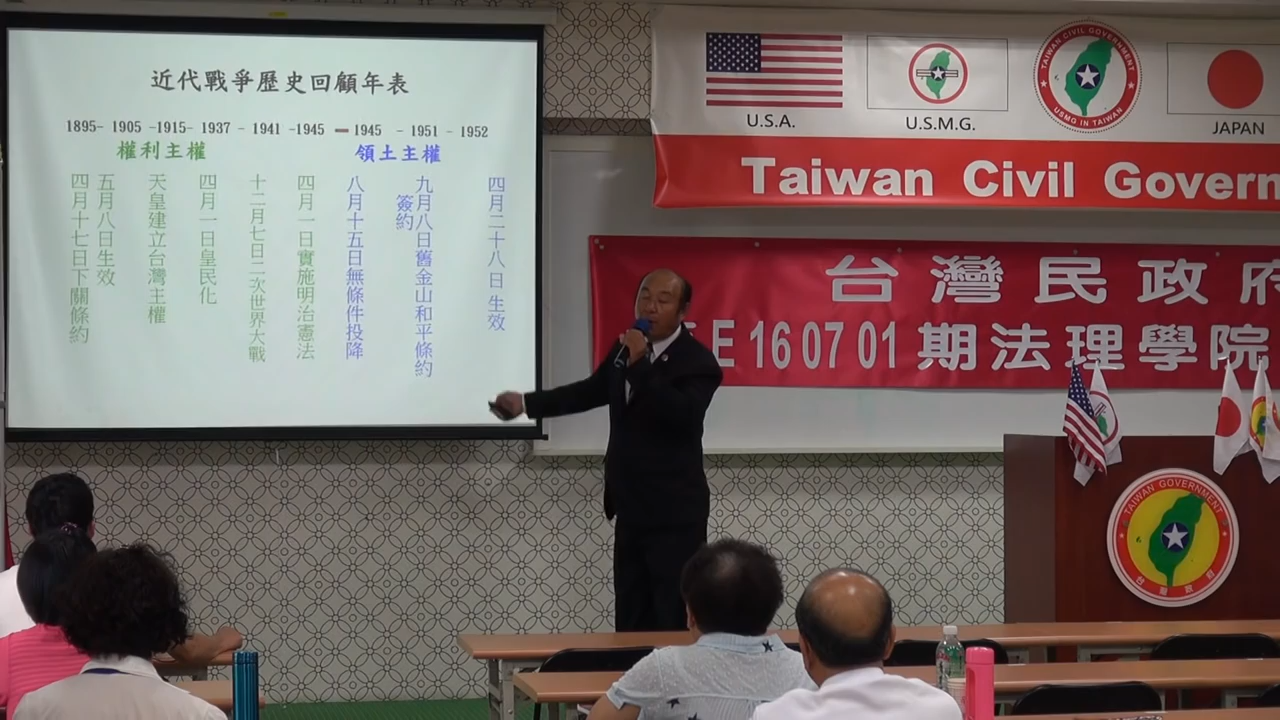 近代戰爭歷史回顧年表
1895- 1905 -1915- 1937 - 1941 -1945 - 1945 - 1951 - 1952
權利主權
領土主權
四月十七日下關條約
五月八日生效
天皇建立台灣主權
四月一日皇民化
十二月七日二次世界大戰
四月一日實施明治憲法
八月十五日無條件投降
九月八日舊金山和平條約
簽約
四月二十八日 生效
U.S.A.
U.S.M.G.
TAIWAN CIVIL GOVERNMENT
USMG IN TAIWAN
JAPAN
Taiwan Civil Govern
台灣民政府
E 16 07 01 期法理學院
TAIWAN GOVERNMENT
台灣政府